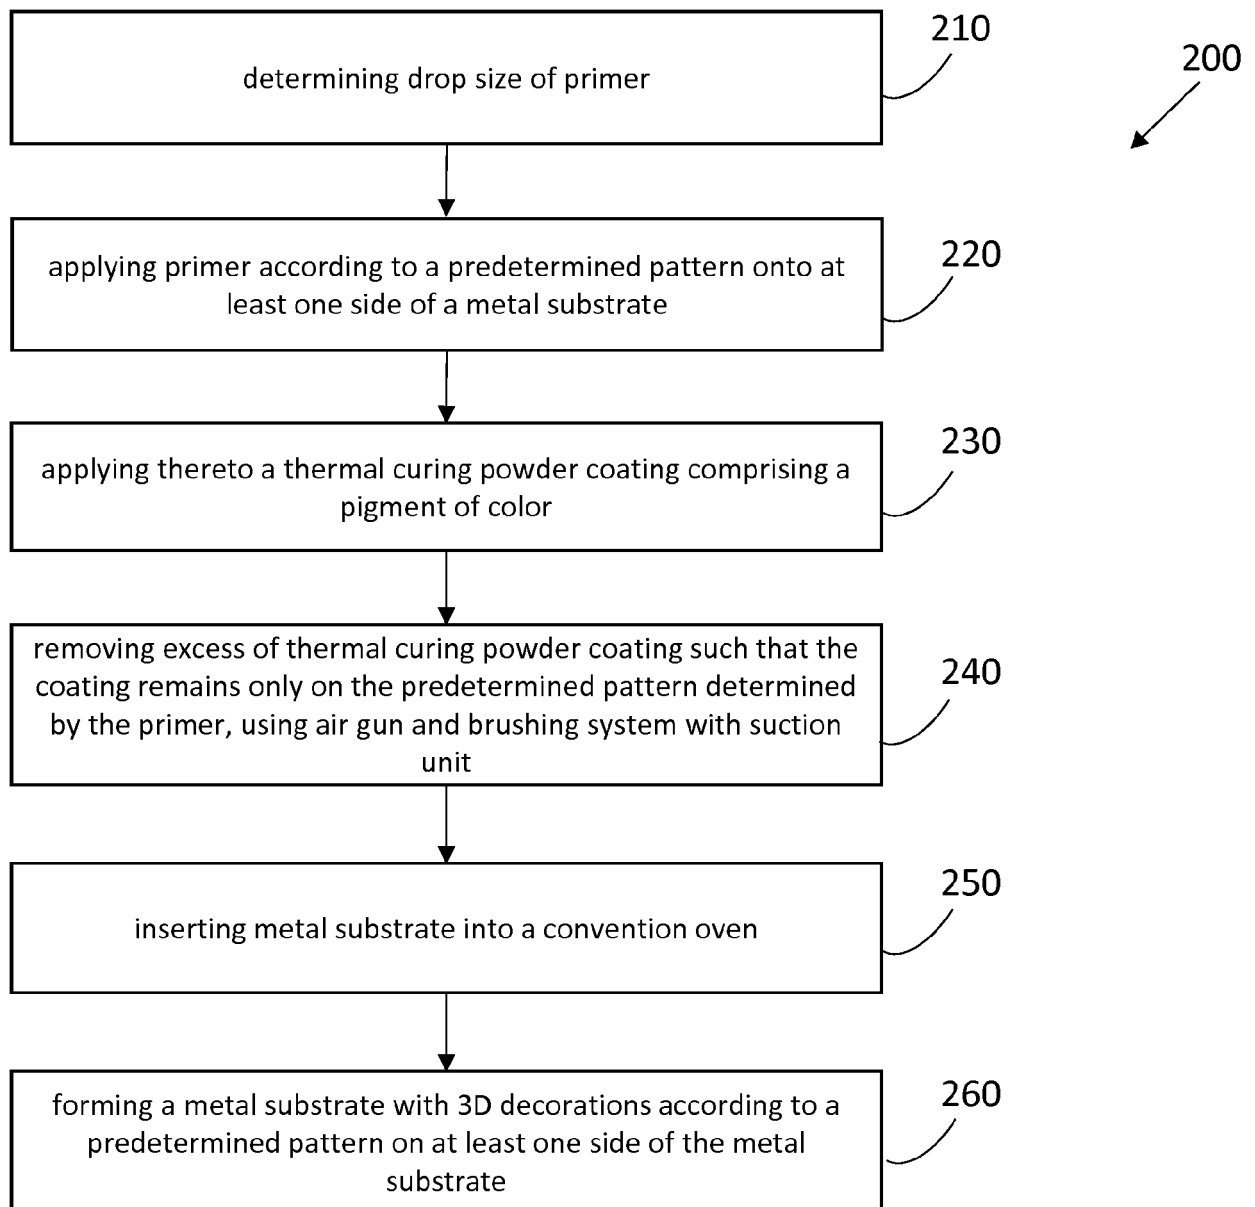 210
200
determining drop size of primer
220
applying primer according to a predetermined pattern onto at
least one side of a metal substrate
230
applying thereto a thermal curing powder coating comprising a
pigment of color
removing excess of thermal curing powder coating such that the
240
coating remains only on the predetermined pattern determined
by the primer, using air gun and brushing system with suction
unit
250
inserting metal substrate into a convention oven
260
forming a metal substrate with 3D decorations according to a
predetermined pattern on at least one side of the metal
substrate